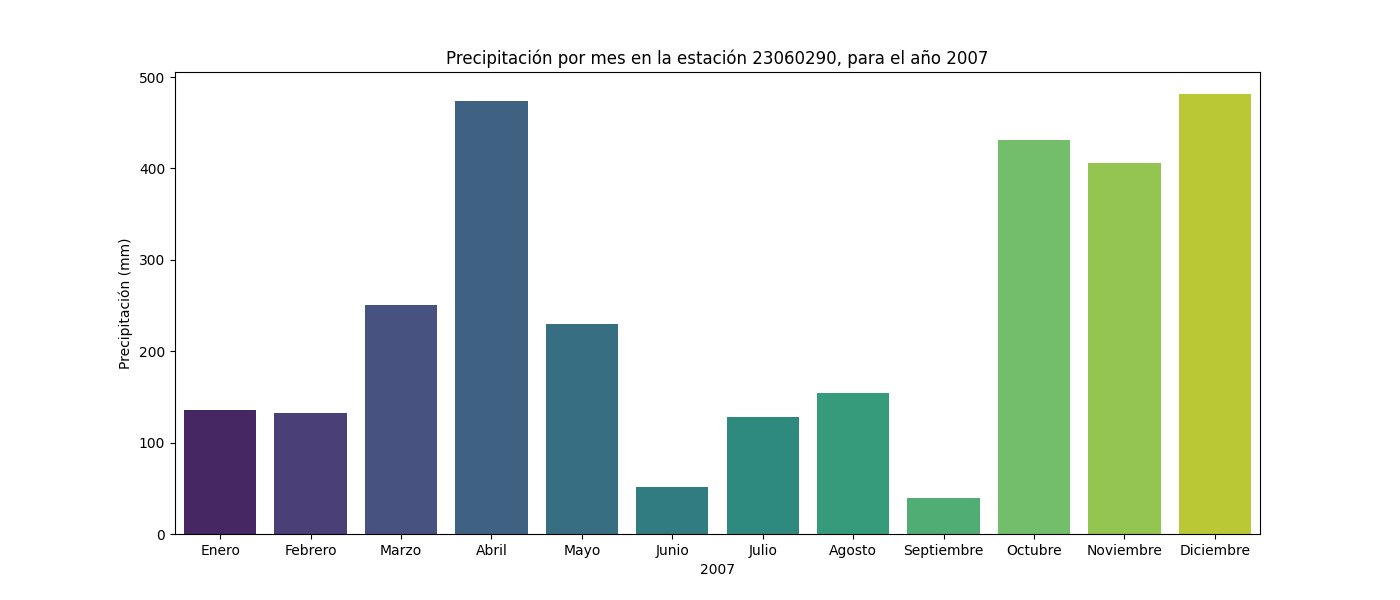 Precipitación por mes en la estación 23060290, para el año 2007
500
400
300
200
100
0
Precipitación (mm)
Enero Febrero Marzo Abril Mayo Junio Julio Agosto Septiembre Octubre Noviembre Diciembre
2007